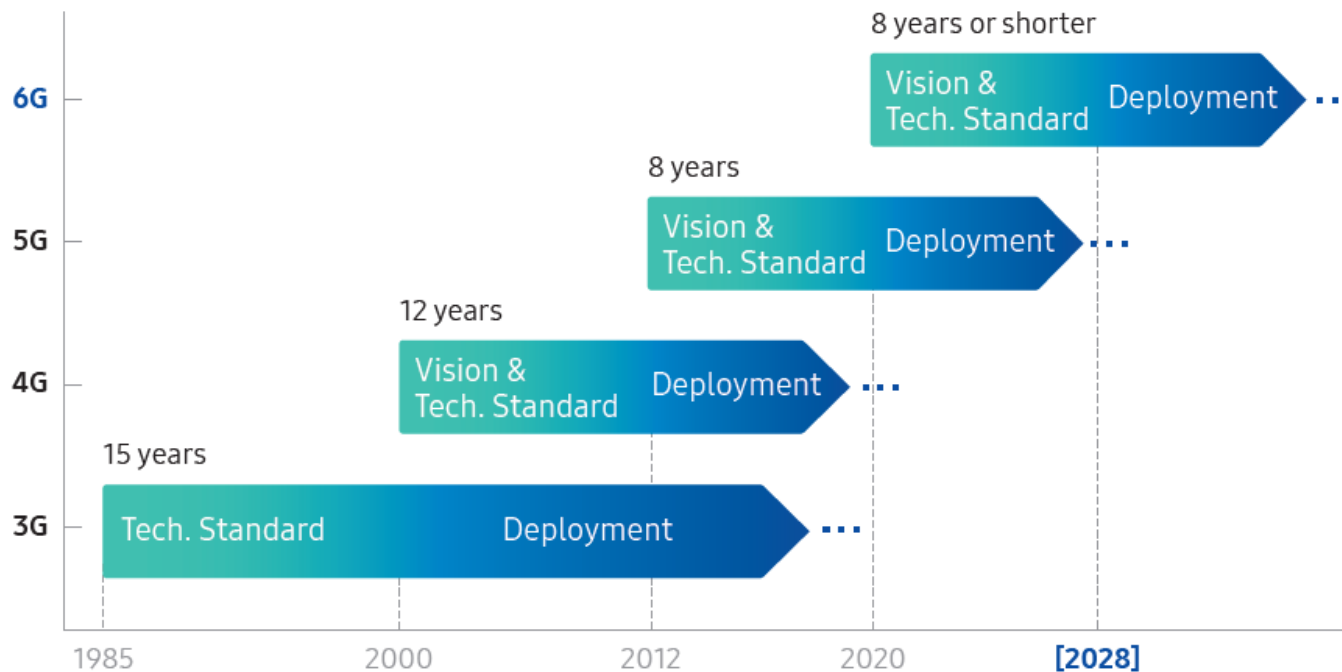 8 years or shorter
6G
Vision &
Tech. Standard
Deployment
8 years
5G
Vision &
Tech. Standard
Deployment
12 years
4G
Vision &
Tech. Standard
Deployment
15 years
3G
Tech. Standard
Deployment
1985
2000
2012
2020
[2028]